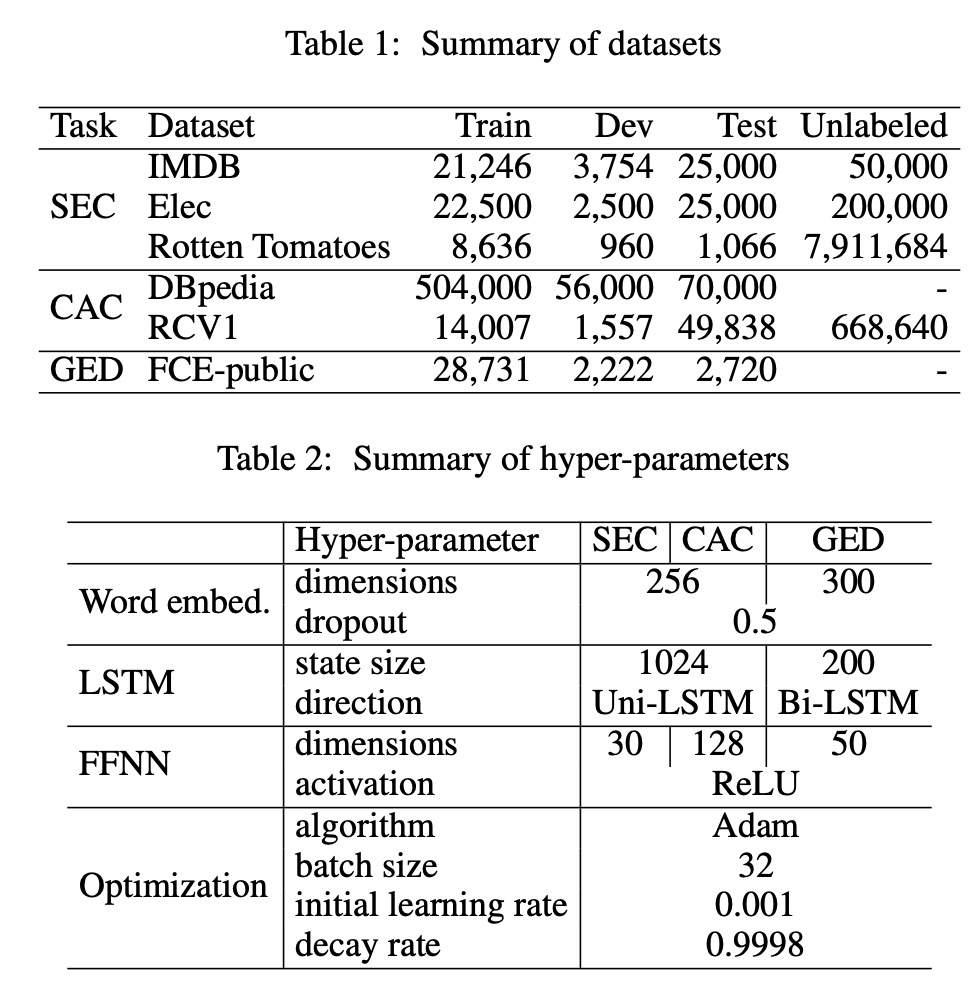 Table 1: Summary of datasets
Task Dataset Train Dev Test Unlabeled
IMDB 21,246 3,754 25,000 50,000
SEC Elec 22,500 2,500 25,000 200,000
Rotten Tomatoes 8,636 960 1,066 7,911,684
CAC
DBpedia 504,000 56,000 70,000 -
RCV1 14,007 1,557 49,838 668,640
GED FCE-public 28,731 2,222 2,720 -
Table 2: Summary of hyper-parameters
Hyper-parameter SEC CAC GED
Word embed.
dimensions 256 300
dropout 0.5
LSTM
state size 1024 200
direction Uni-LSTM Bi-LSTM
FFNN
dimensions 30 128 50
activation ReLU
Optimization
algorithm Adam
batch size 32
initial learning rate 0.001
decay rate 0.9998